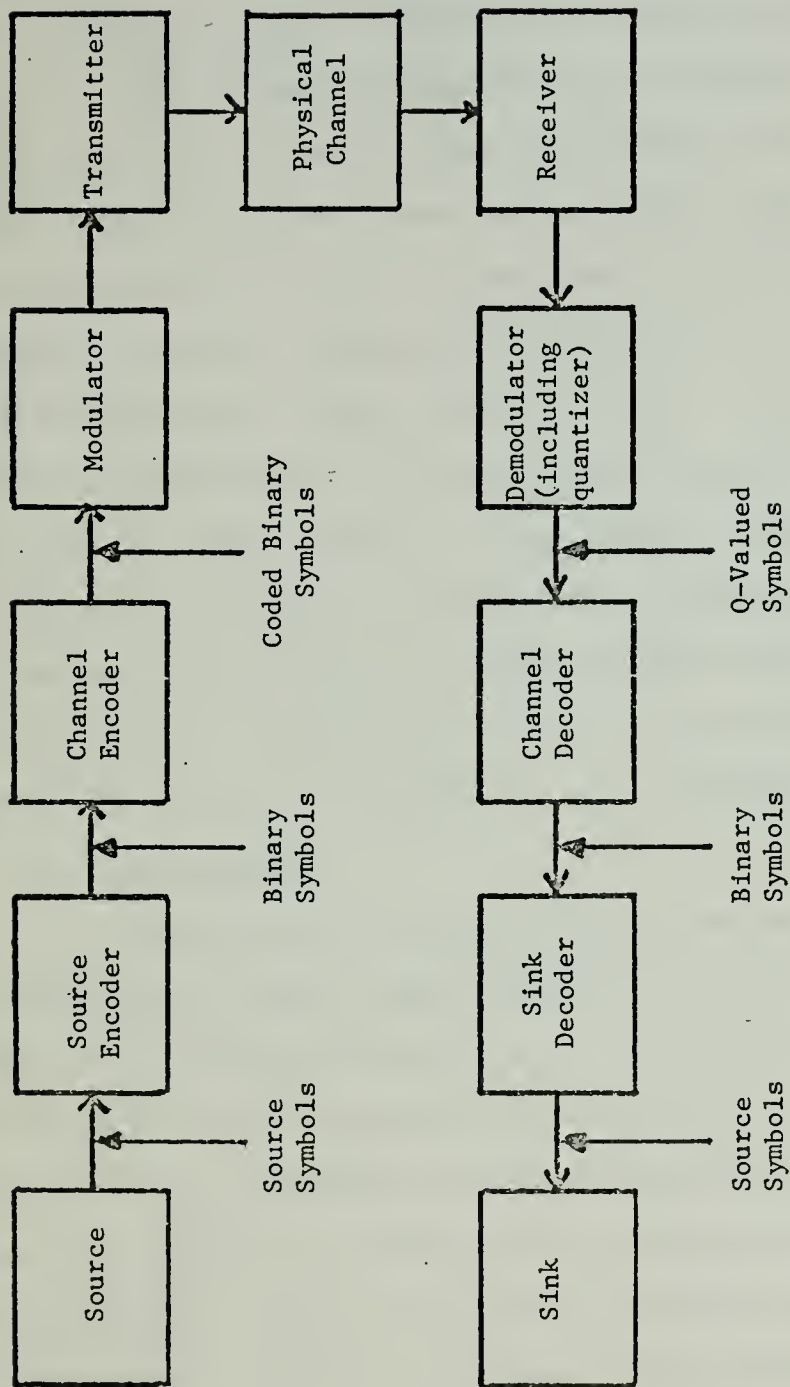 Source
Source
Symbols
Source
Encoder
Binary
Symbols
Channel
Encoder
Coded Binary
Symbols
Modulator
Transmitter
Physical
Channel
Receiver
Demodulator
(including
quantizer)
Q-Valued
Symbols
Channel
Decoder
Binary
Symbols
Sink
Decoder
Source
Symbols
Sink